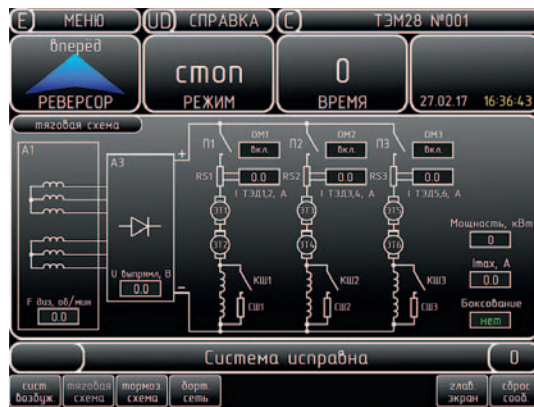 (E) МЕНЮ
(UD) СПРАВКА
(C) ТЭМ28 №001
вперёд
РЕВЕРСОР
стоп
РЕЖИМ
0
ВРЕМЯ
27.02.17 16:36:43
тяговая схема
A1
A3
+
-
U выпрямл, В
0.0
F диз, об/мин
0.0
П1
ОМ1
вкл.
П2
ОМ2
вкл.
П3
ОМ3
вкл.
RS1
0.0
I ТЭД1,2, А
RS2
0.0
I ТЭД3,4, А
RS3
0.0
I ТЭД5,6, А
ЭТ1
ЭТ3
ЭТ5
ЭТ2
ЭТ4
ЭТ6
КШ1
КШ2
КШ3
СШ1
СШ2
СШ3
Мощность, кВт
0
Imax, А
0.0
Боксование
нет
Система исправна
0
сист. возбуж.
тяговая схема
тормоз. схема
борт. сеть
глав. экран
сброс сооб.